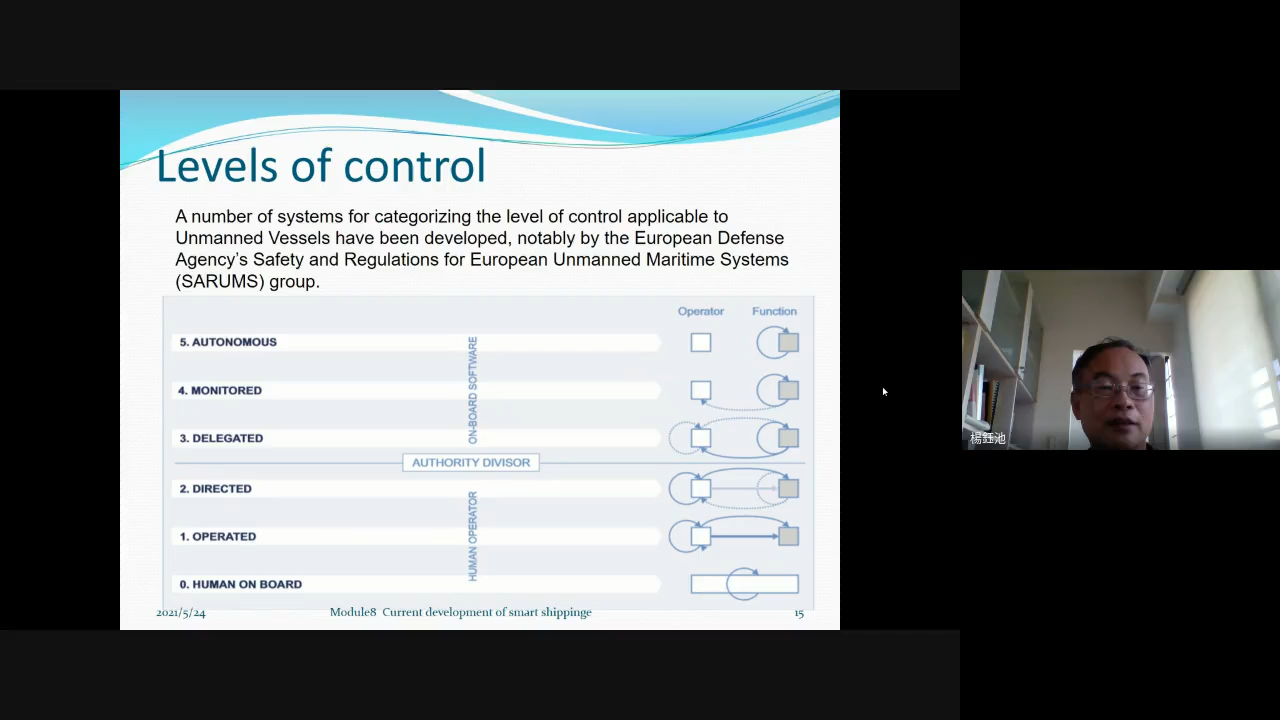 Levels of control
A number of systems for categorizing the level of control applicable to
Unmanned Vessels have been developed, notably by the European Defense
Agency's Safety and Regulations for European Unmanned Maritime Systems
(SARUMS) group.
Operator Function
5. AUTONOMOUS
4. MONITORED
3. DELEGATED
ON-BOARD SOFTWARE
AUTHORITY DIVISOR
2. DIRECTED
1. OPERATED
0. HUMAN ON BOARD
HUMAN OPERATOR
2021/5/24 Module8 Current development of smart shippinge 15
楊鈺池